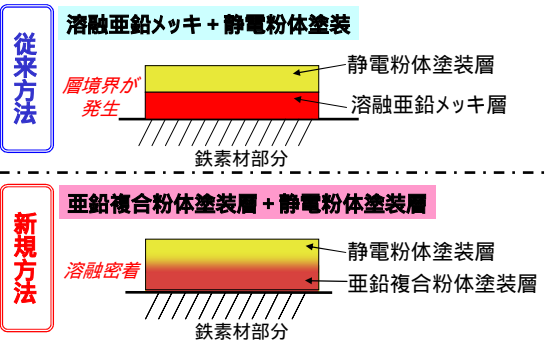 従来方法
溶融亜鉛メッキ + 静電粉体塗装
静電粉体塗装層
層境界が
発生
溶融亜鉛メッキ層
鉄素材部分
新規方法
亜鉛複合粉体塗装層 + 静電粉体塗装層
静電粉体塗装層
溶融密着
亜鉛複合粉体塗装層
鉄素材部分